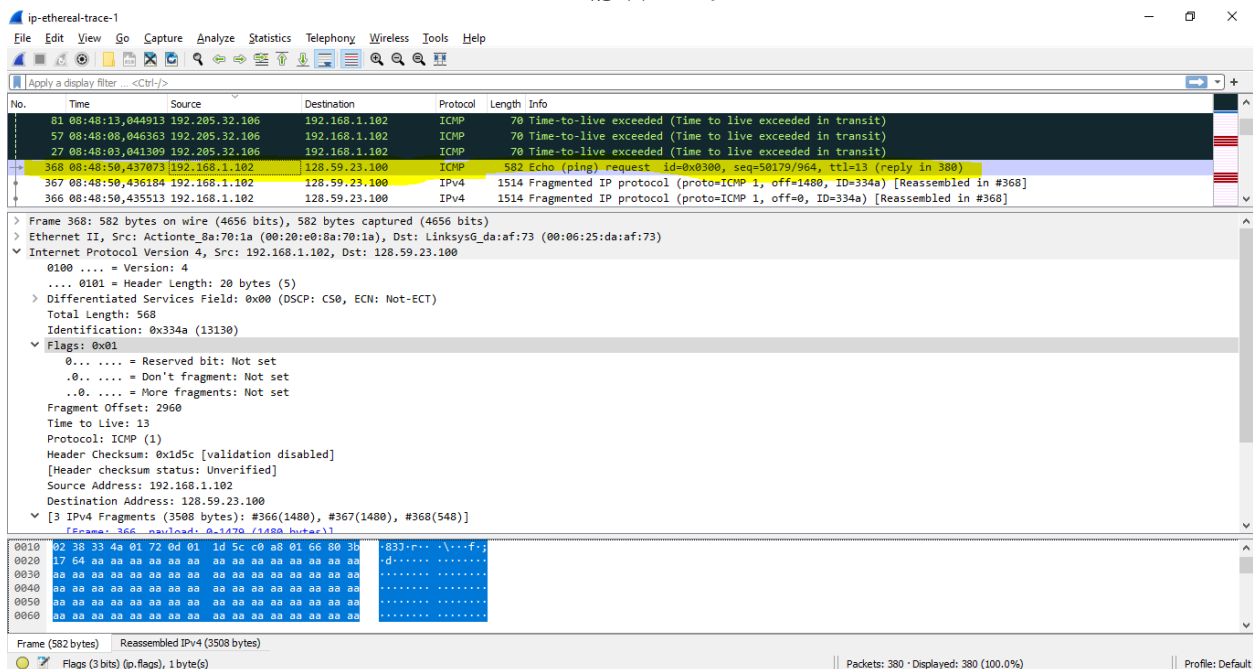 ip-ethereal-trace-1
File Edit View Go Capture Analyze Statistics Telephony Wireless Tools Help
Apply a display filter ... <Ctrl-/>
No. Time Source Destination Protocol Length Info
81 08:48:13,044913 192.205.32.106 192.168.1.102 ICMP 70 Time-to-live exceeded (Time to live exceeded in transit)
57 08:48:08,046363 192.205.32.106 192.168.1.102 ICMP 70 Time-to-live exceeded (Time to live exceeded in transit)
27 08:48:03,041309 192.205.32.106 192.168.1.102 ICMP 70 Time-to-live exceeded (Time to live exceeded in transit)
368 08:48:50,437073 192.168.1.102 128.59.23.100 ICMP 582 Echo (ping) request id=0x0300, seq=50179/964, ttl=13 (reply in 380)
367 08:48:50,436184 192.168.1.102 128.59.23.100 IPv4 1514 Fragmented IP protocol (proto=ICMP 1, off=1480, ID=334a) [Reassembled in #368]
366 08:48:50,435513 192.168.1.102 128.59.23.100 IPv4 1514 Fragmented IP protocol (proto=ICMP 1, off=0, ID=334a) [Reassembled in #368]
Frame 368: 582 bytes on wire (4656 bits), 582 bytes captured (4656 bits)
Ethernet II, Src: Actionte_8a:70:1a (00:20:e0:8a:70:1a), Dst: LinksysG_da:af:73 (00:06:25:da:af:73)
Internet Protocol Version 4, Src: 192.168.1.102, Dst: 128.59.23.100
0100 .... = Version: 4
.... 0101 = Header Length: 20 bytes (5)
Differentiated Services Field: 0x00 (DSCP: CS0, ECN: Not-ECT)
Total Length: 568
Identification: 0x334a (13130)
Flags: 0x01
0... .... = Reserved bit: Not set
.0.. .... = Don't fragment: Not set
..0. .... = More fragments: Not set
Fragment Offset: 2960
Time to Live: 13
Protocol: ICMP (1)
Header Checksum: 0x1d5c [validation disabled]
[Header checksum status: Unverified]
Source Address: 192.168.1.102
Destination Address: 128.59.23.100
[3 IPv4 Fragments (3508 bytes): #366(1480), #367(1480), #368(548)]
[Frame: 366, payload: 0-1479 (1480 bytes)]
0010 02 38 33 4a 01 72 0d 01 1d 5c c0 a8 01 66 80 3b ·83J·r·· ·\···f·;
0020 17 64 aa aa aa aa aa aa aa aa aa aa aa aa aa aa ·d······ ········
0030 aa aa aa aa aa aa aa aa aa aa aa aa aa aa aa aa ········ ········
0040 aa aa aa aa aa aa aa aa aa aa aa aa aa aa aa aa ········ ········
0050 aa aa aa aa aa aa aa aa aa aa aa aa aa aa aa aa ········ ········
0060 aa aa aa aa aa aa aa aa aa aa aa aa aa aa aa aa ········ ········
Frame (582 bytes) Reassembled IPv4 (3508 bytes)
Flags (3 bits) (ip.flags), 1 byte(s) Packets: 380 · Displayed: 380 (100.0%) Profile: Default